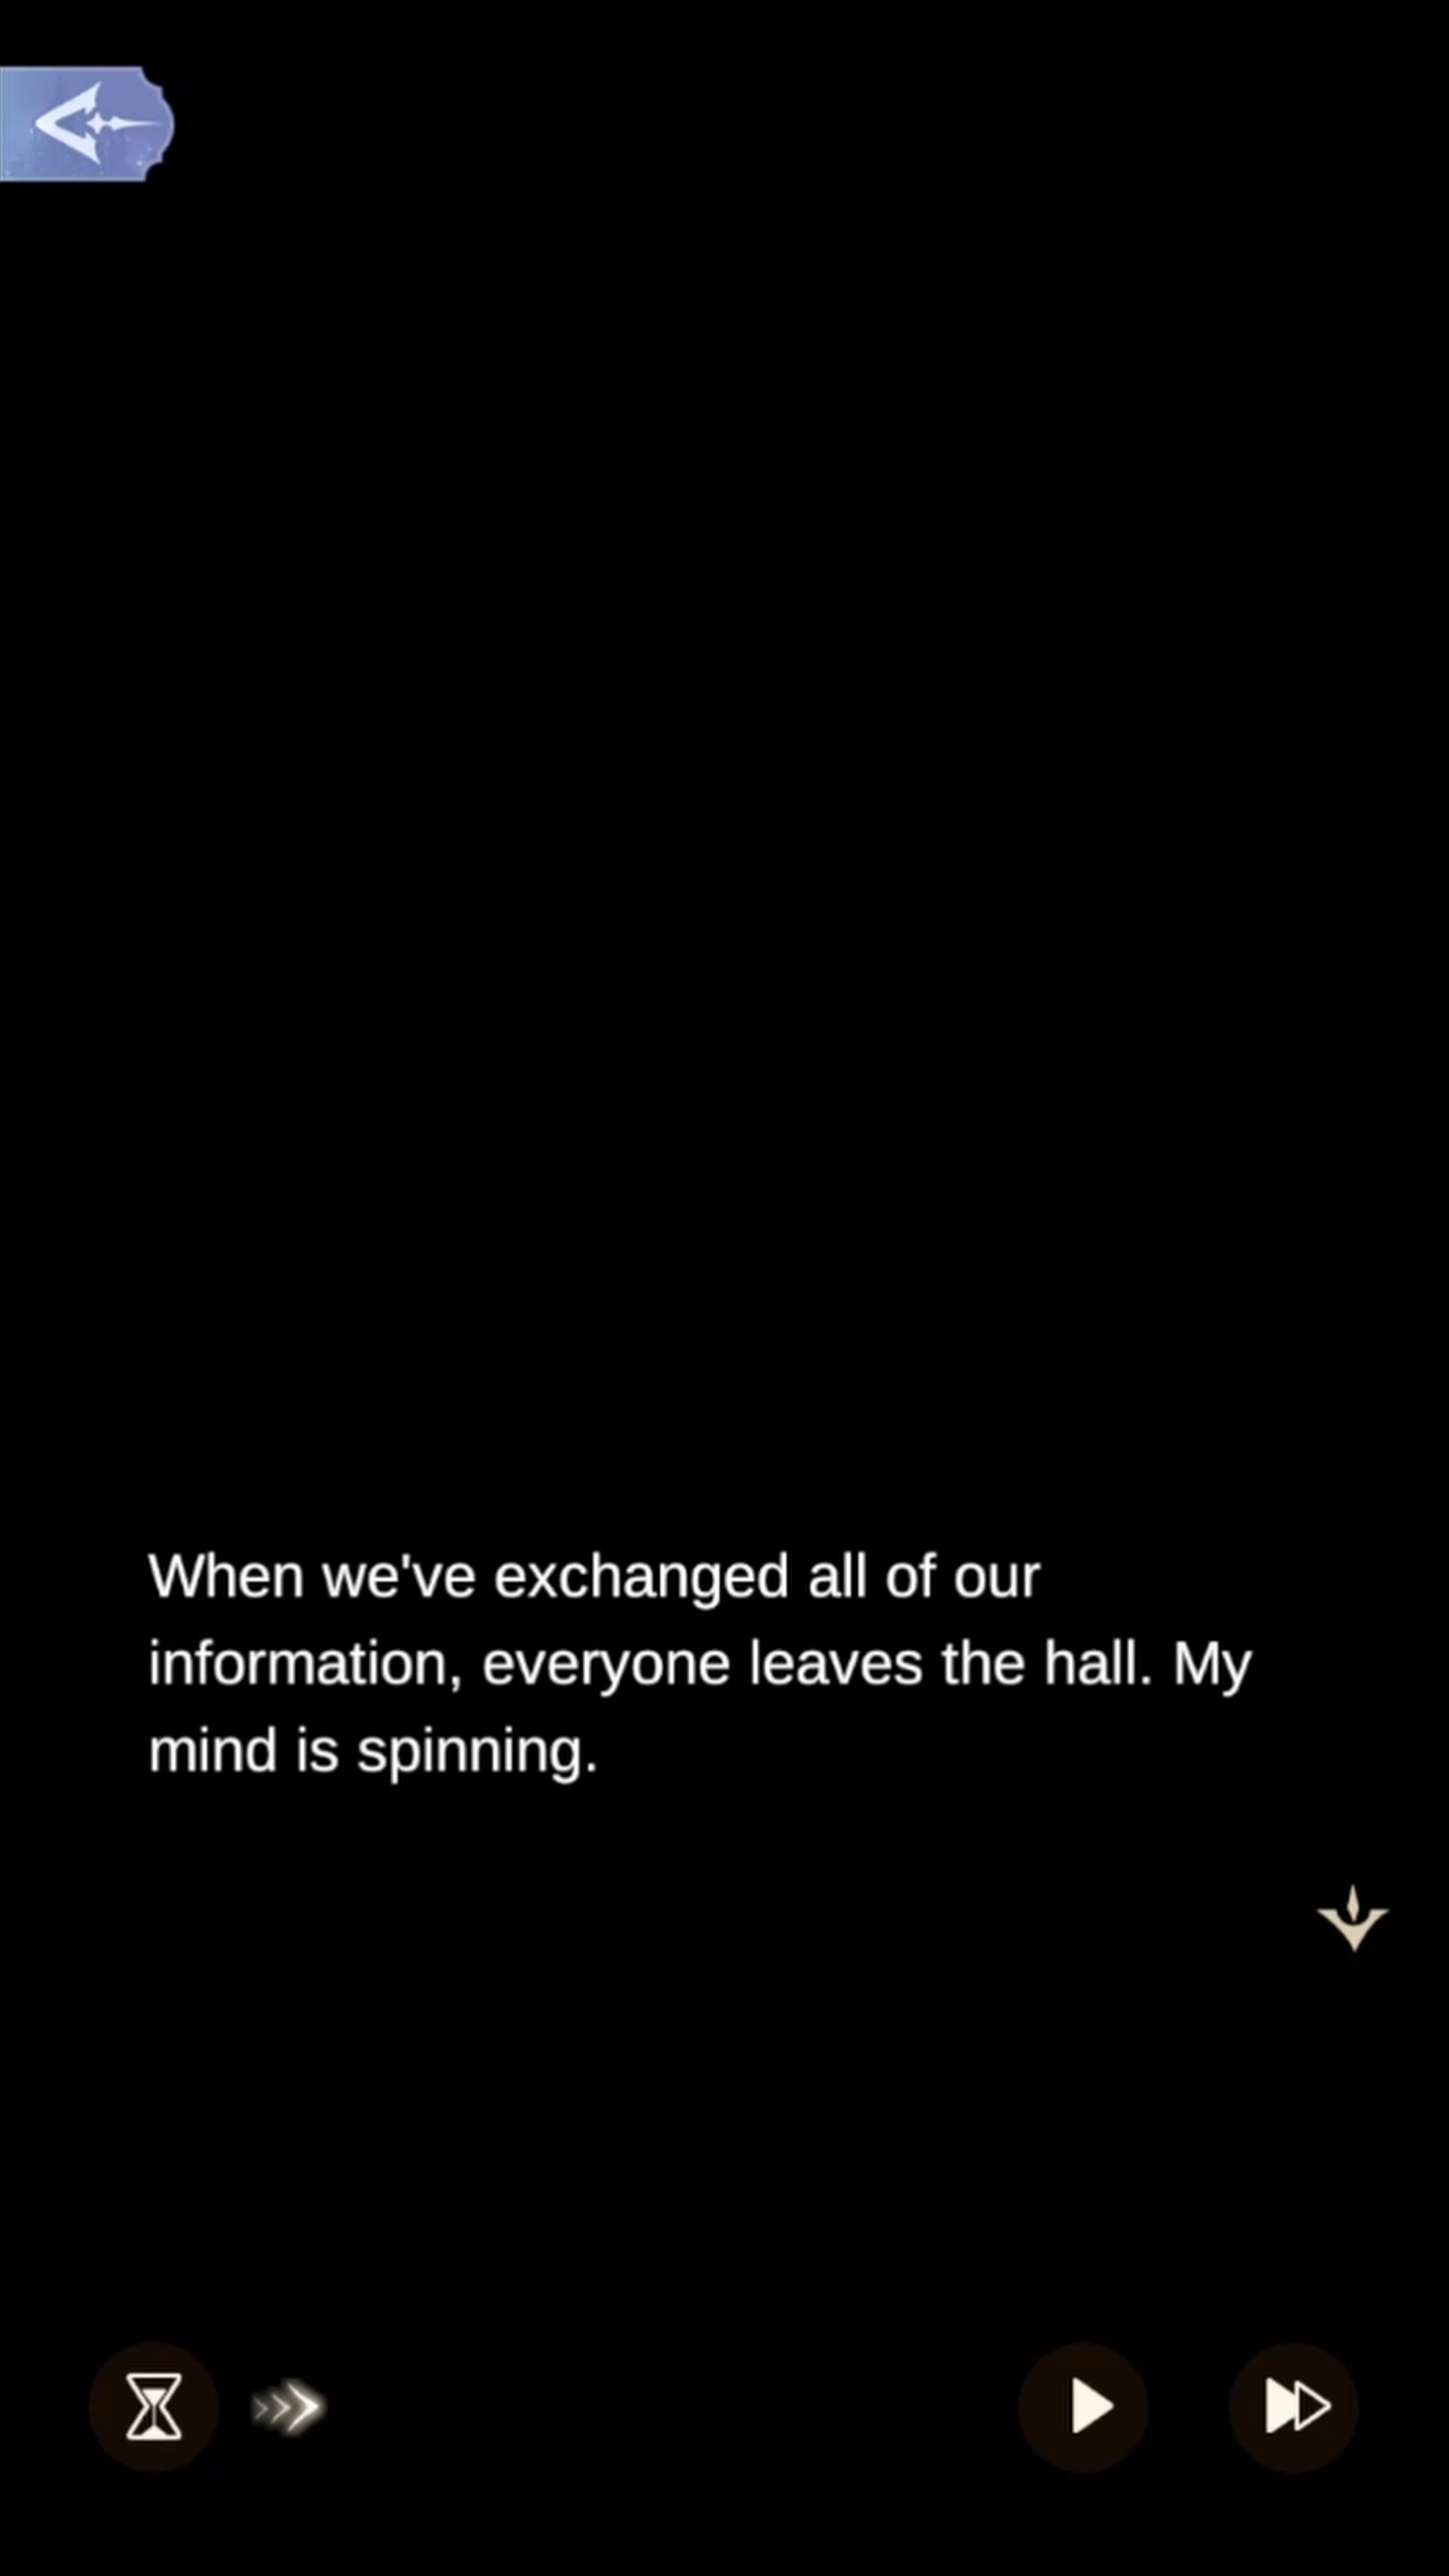 When we've exchanged all of our
information, everyone leaves the hall. My
mind is spinning.